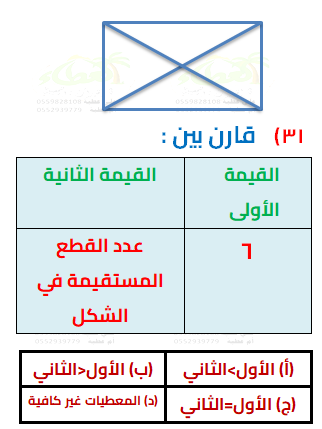 ٣١) قارن بين :
القيمة الأولى
القيمة الثانية
٦
عدد القطع المستقيمة في الشكل
(أ) الأول>الثاني
(ب) الأول<الثاني
(ج) الأول=الثاني
(د) المعطيات غير كافية